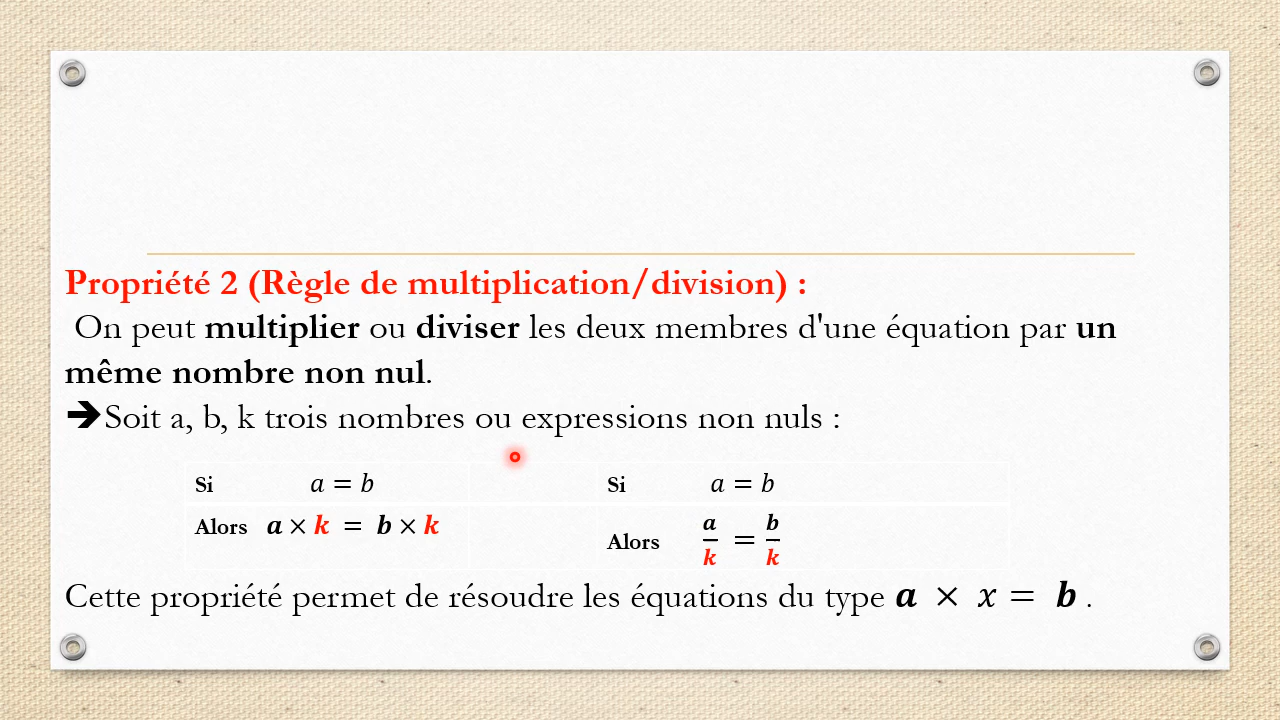 Propriété 2 (Règle de multiplication/division) :
On peut multiplier ou diviser les deux membres d'une équation par un
même nombre non nul.
➔Soit a, b, k trois nombres ou expressions non nuls :
Si a = b Si a = b
Alors a × k = b × k Alors a/k = b/k
Cette propriété permet de résoudre les équations du type a × x = b .